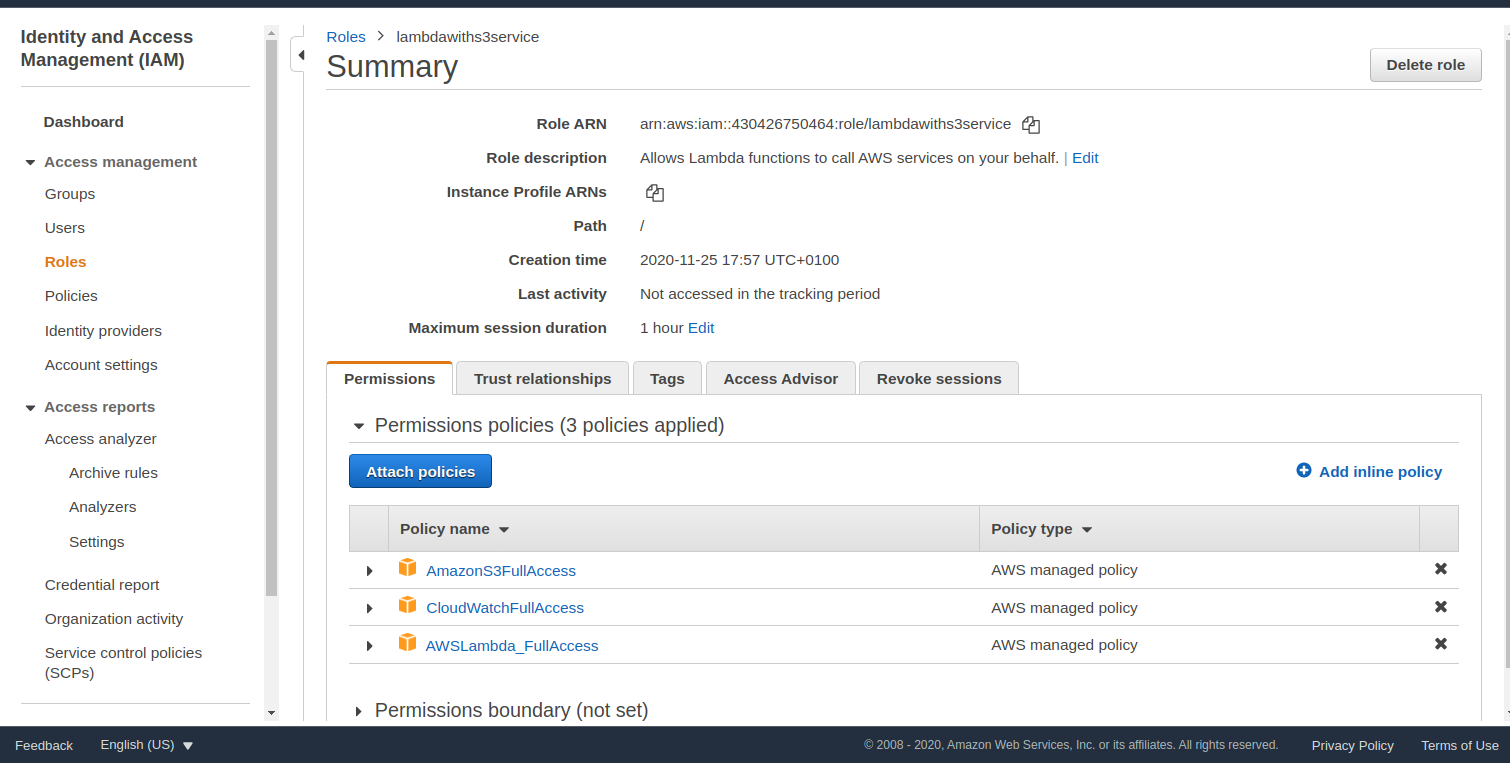 Identity and Access
Management (IAM)
Dashboard
Access management
Groups
Users
Roles
Policies
Identity providers
Account settings
Access reports
Access analyzer
Archive rules
Analyzers
Settings
Credential report
Organization activity
Service control policies
(SCPs)
Roles > lambdawiths3service
Summary
Delete role
Role ARN arn:aws:iam::430426750464:role/lambdawiths3service
Role description Allows Lambda functions to call AWS services on your behalf. | Edit
Instance Profile ARNs
Path /
Creation time 2020-11-25 17:57 UTC+0100
Last activity Not accessed in the tracking period
Maximum session duration 1 hour Edit
Permissions Trust relationships Tags Access Advisor Revoke sessions
Permissions policies (3 policies applied)
Attach policies Add inline policy
Policy name Policy type
AmazonS3FullAccess AWS managed policy
CloudWatchFullAccess AWS managed policy
AWSLambda_FullAccess AWS managed policy
Permissions boundary (not set)
Feedback English (US) © 2008 - 2020, Amazon Web Services, Inc. or its affiliates. All rights reserved. Privacy Policy Terms of Use